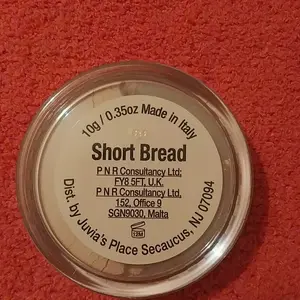 10g / 0.35oz Made in Italy
Short Bread
P N R Consultancy Ltd;
FY8 5FT, U.K.
P N R Consultancy Ltd,
152, Office 9
SGN9030, Malta
12M
Dist. by Juvia's Place Secaucus, NJ 07094